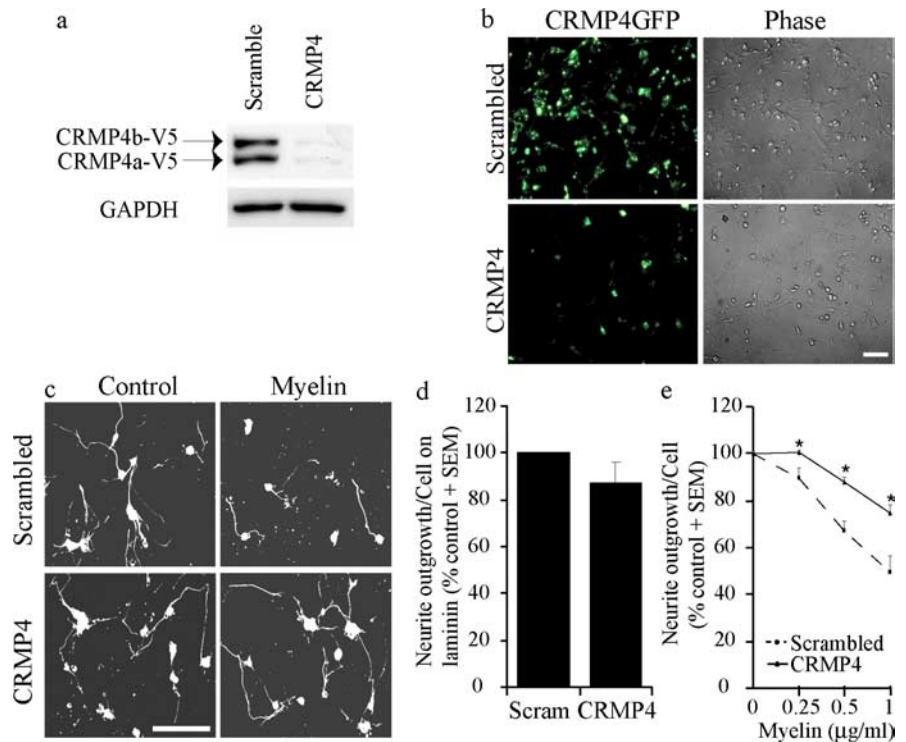 a
Scramble
CRMP4
CRMP4b-V5
CRMP4a-V5
GAPDH
b
CRMP4GFP
Phase
Scrambled
CRMP4
c
Control
Myelin
Scrambled
CRMP4
d
Neurite outgrowth/Cell on
laminin (% control + SEM)
120
100
80
60
40
20
0
Scram CRMP4
e
Neurite outgrowth/Cell
(% control + SEM)
120
100
80
60
40
20
0
*
*
*
Scrambled
CRMP4
0 0.25 0.5 1
Myelin (µg/ml)